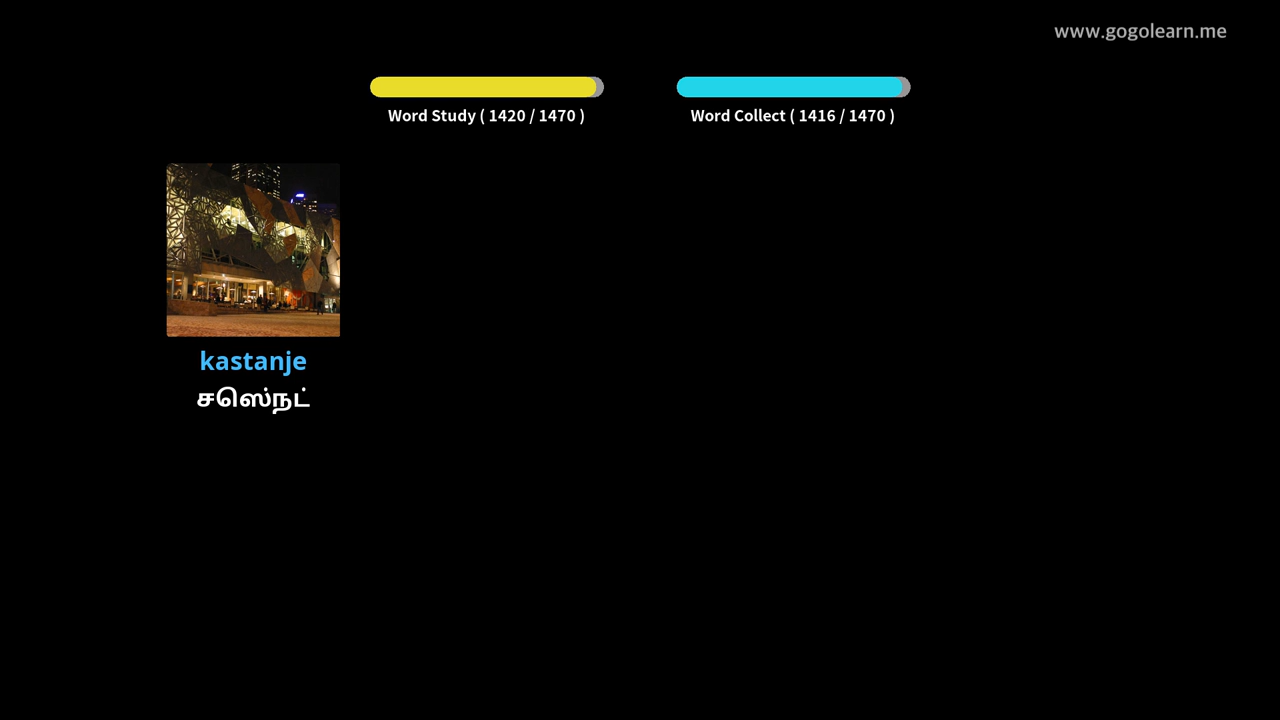 www.gogolearn.me
Word Study ( 1420 / 1470 )
Word Collect ( 1416 / 1470 )
kastanje
சஸெ்நட்